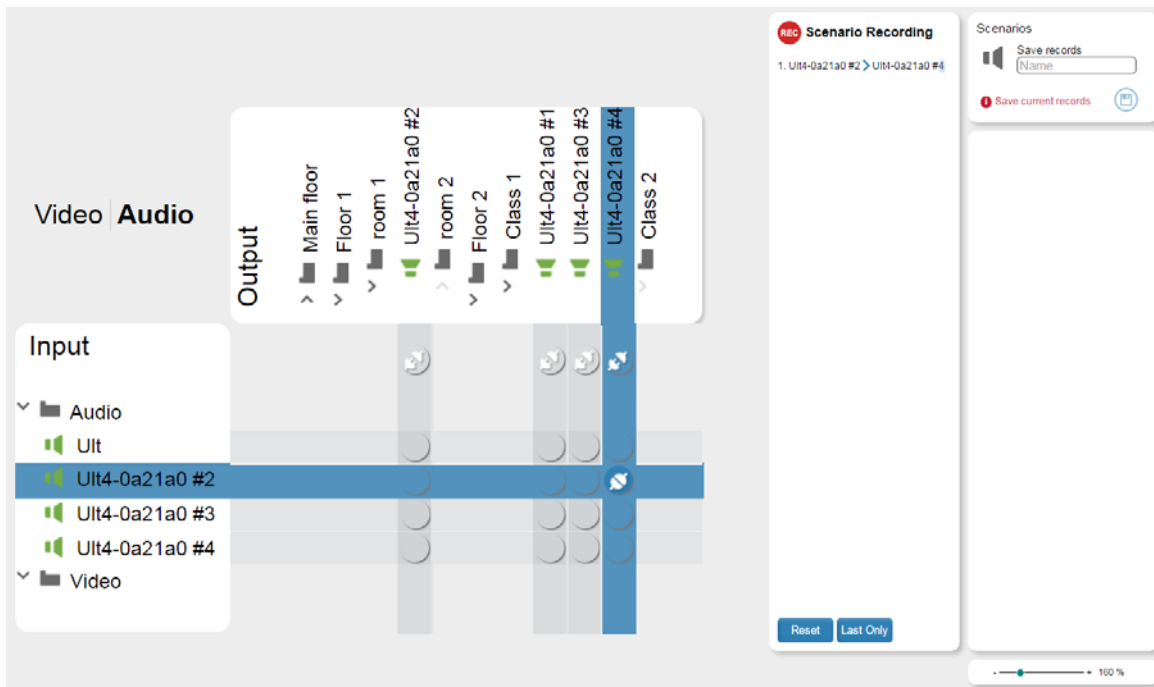 Video Audio
Output
Main floor
Floor 1
room 1
Ult4-0a21a0 #2
room 2
Floor 2
Class 1
Ult4-0a21a0 #1
Ult4-0a21a0 #3
Ult4-0a21a0 #4
Class 2
Input
Audio
Ult
Ult4-0a21a0 #2
Ult4-0a21a0 #3
Ult4-0a21a0 #4
Video
REC Scenario Recording
1. Ult4-0a21a0 #2 > Ult4-0a21a0 #4
Reset Last Only
Scenarios
Save records
Name
Save current records
- + 160 %